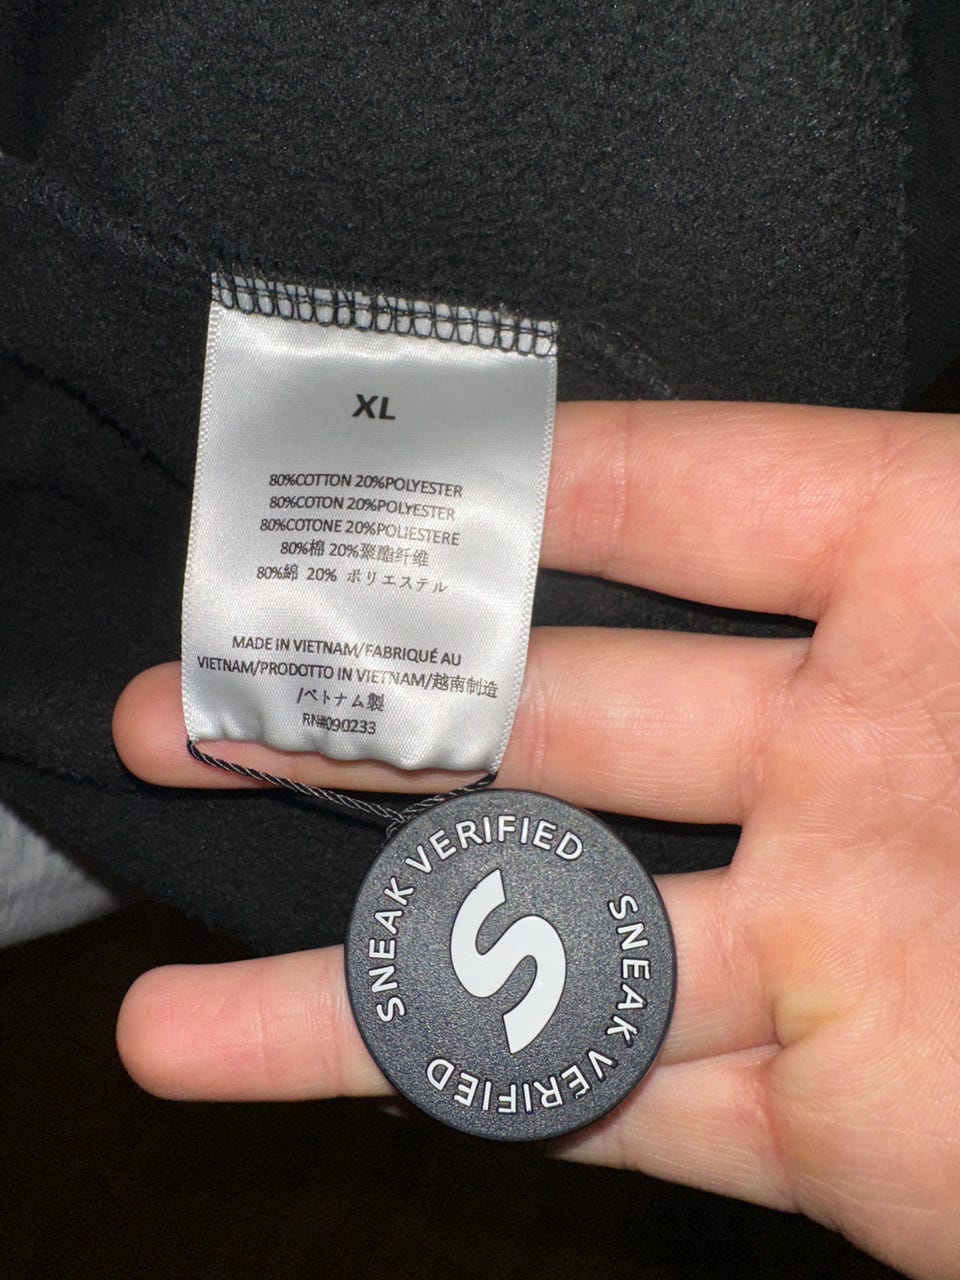 XL
80%COTTON 20%POLYESTER
80%COTON 20%POLYESTER
80%COTONE 20%POLIESTERE
80%棉 20%聚酯纤维
80%綿 20% ポリエステル
MADE IN VIETNAM/FABRIQUÉ AU
VIETNAM/PRODOTTO IN VIETNAM/越南制造
/ベトナム製
RN#090233
SNEAK VERIFIED
SNEAK VERIFIED
S